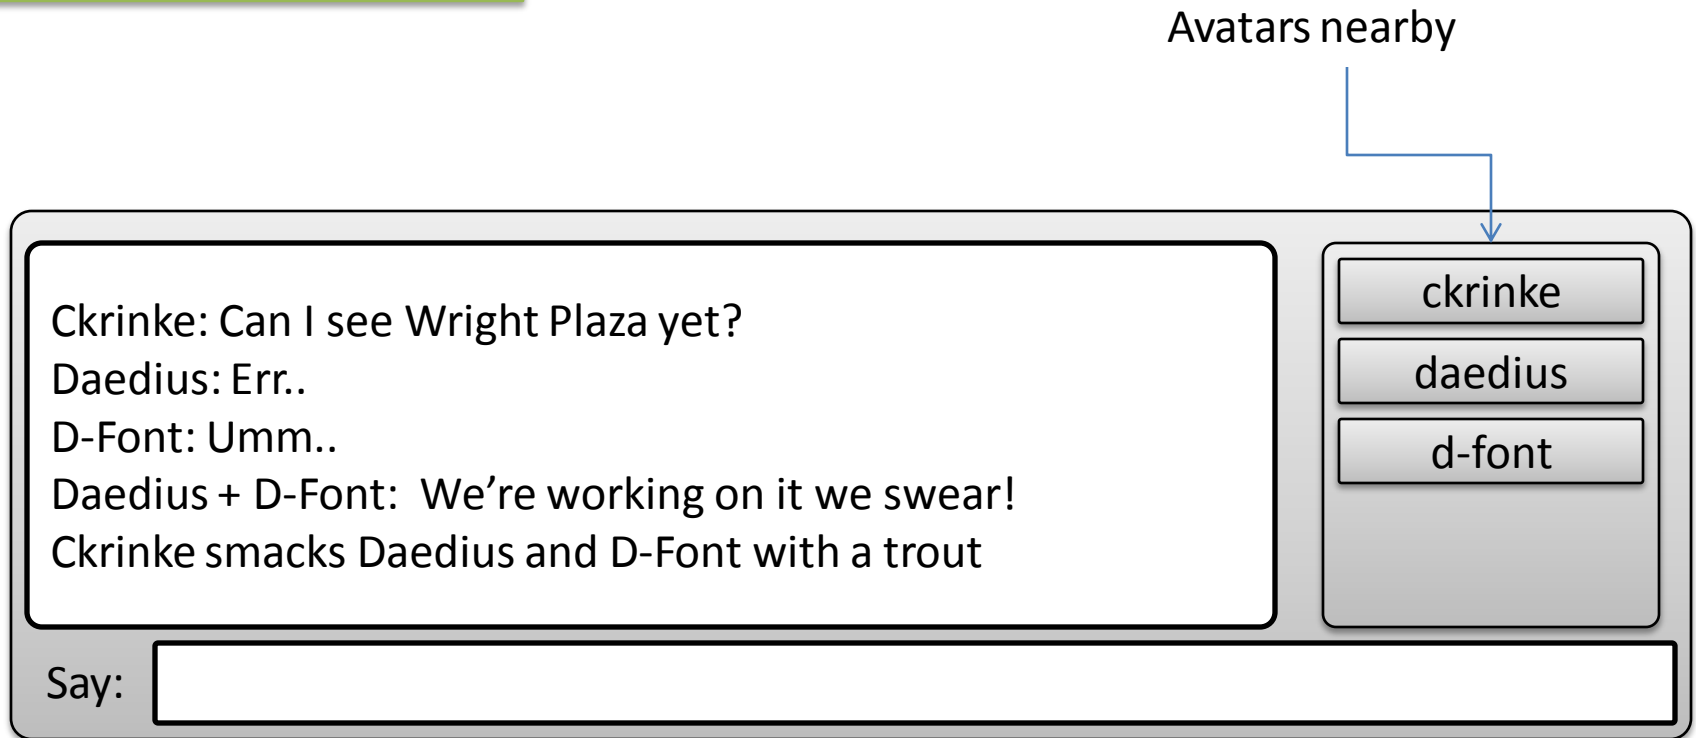 Avatars nearby
Ckrinke: Can I see Wright Plaza yet?
Daedius: Err..
D-Font: Umm..
Daedius + D-Font:  We’re working on it we swear!
Ckrinke smacks Daedius and D-Font with a trout
ckrinke
daedius
d-font
Say: